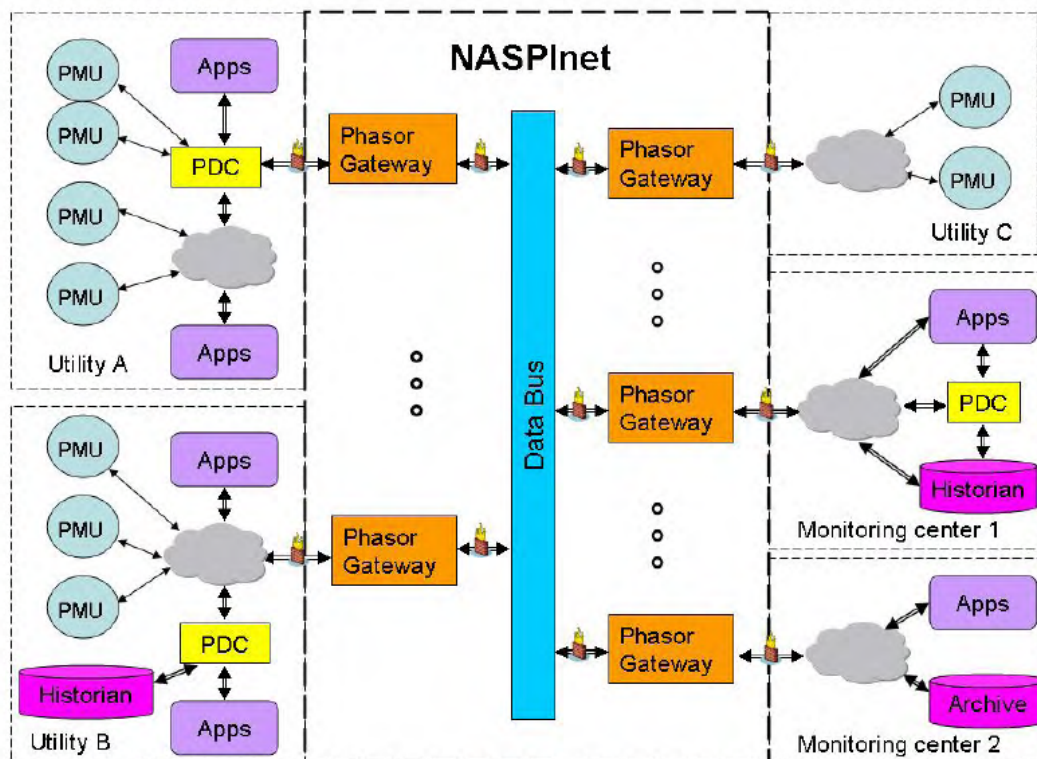 NASPInet
PMU
Apps
PMU
PDC
PMU
PMU
Apps
Utility A
Phasor
Gateway
Phasor
Gateway
PMU
PMU
Utility C
Data Bus
Phasor
Gateway
Apps
PDC
Historian
Monitoring center 1
PMU
Apps
PMU
PMU
PDC
Historian
Apps
Utility B
Phasor
Gateway
Phasor
Gateway
Apps
Archive
Monitoring center 2